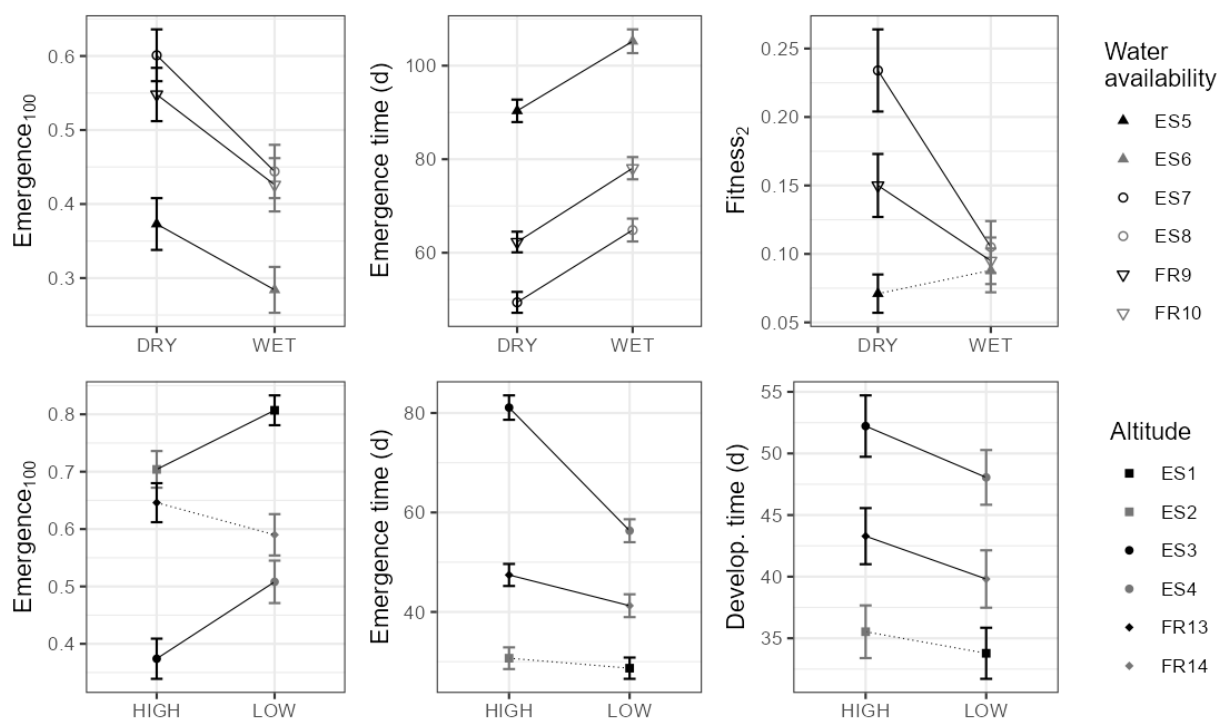 Emergence100
0.6
0.5
0.4
0.3
DRY
WET
Emergence time (d)
100
80
60
DRY
WET
Fitness2
0.25
0.20
0.15
0.10
0.05
DRY
WET
Water
availability
ES5
ES6
ES7
ES8
FR9
FR10
Emergence100
0.8
0.7
0.6
0.5
0.4
HIGH
LOW
Emergence time (d)
80
60
40
HIGH
LOW
Develop. time (d)
55
50
45
40
35
HIGH
LOW
Altitude
ES1
ES2
ES3
ES4
FR13
FR14